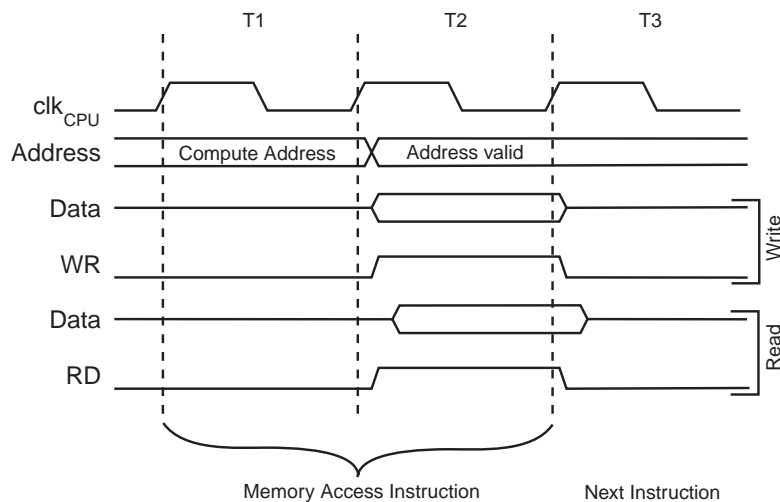 T1 T2 T3
clkCPU
Address Compute Address Address valid
Data
WR
Write
Data
RD
Read
Memory Access Instruction Next Instruction